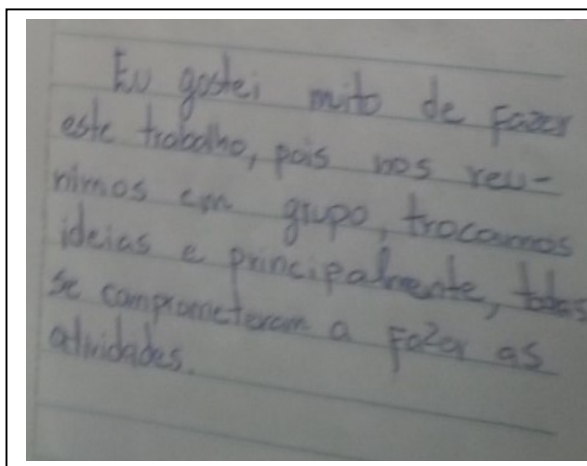 Eu gostei mito de fazer
este trabalho, pois nos reu-
nimos em grupo, trocamos
ideias e principalmente, todos
se comprometeram a fazer as
atividades.